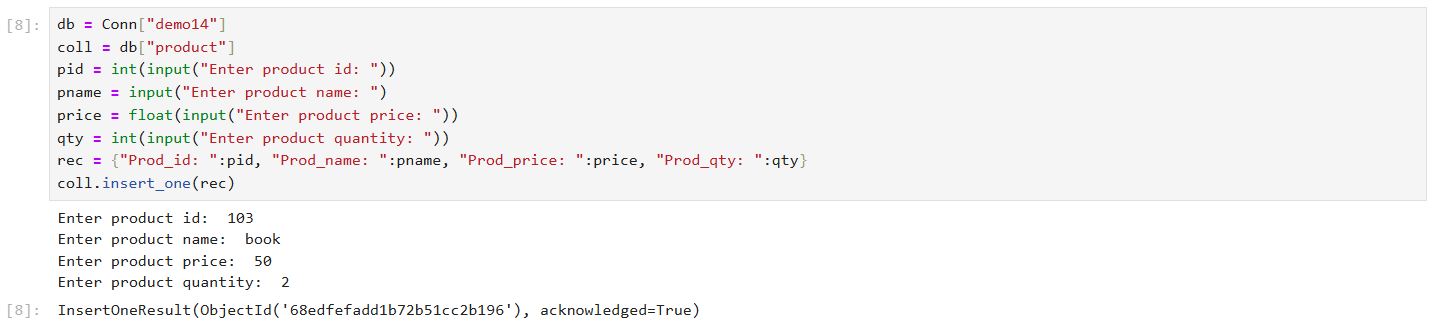 [8]: db = Conn["demo14"]
coll = db["product"]
pid = int(input("Enter product id: "))
pname = input("Enter product name: ")
price = float(input("Enter product price: "))
qty = int(input("Enter product quantity: "))
rec = {"Prod_id: ":pid, "Prod_name: ":pname, "Prod_price: ":price, "Prod_qty: ":qty}
coll.insert_one(rec)
Enter product id:  103
Enter product name:  book
Enter product price:  50
Enter product quantity:  2
[8]: InsertOneResult(ObjectId('68edfefadd1b72b51cc2b196'), acknowledged=True)